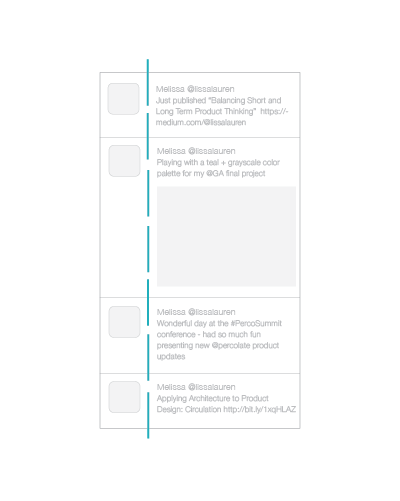 Melissa @lissalauren
Just published "Balancing Short and
Long Term Product Thinking" https://-
medium.com/@lissalauren
Melissa @lissalauren
Playing with a teal + grayscale color
palette for my @GA final project
Melissa @lissalauren
Wonderful day at the #PercoSummit
conference - had so much fun
presenting new @percolate product
updates
Melissa @lissalauren
Applying Architecture to Product
Design: Circulation http://bit.ly/1xqHLAZ